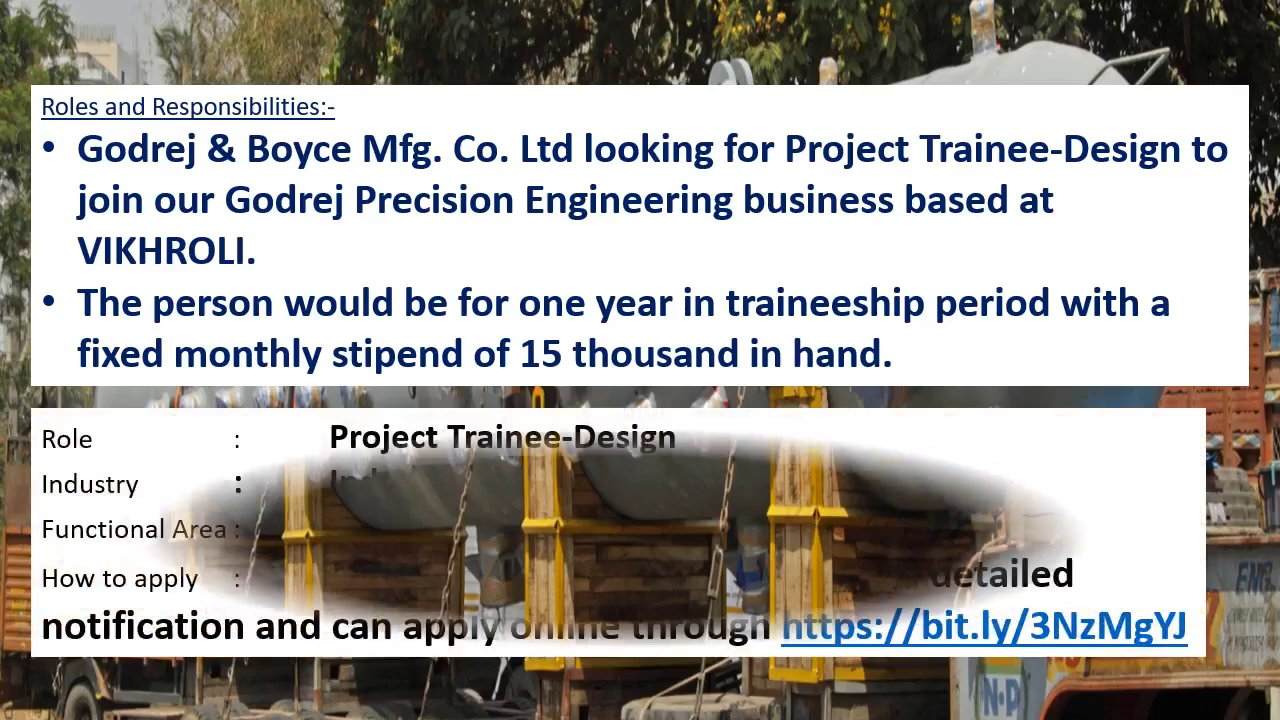 Roles and Responsibilities:-
• Godrej & Boyce Mfg. Co. Ltd looking for Project Trainee-Design to
join our Godrej Precision Engineering business based at
VIKHROLI.
• The person would be for one year in traineeship period with a
fixed monthly stipend of 15 thousand in hand.
Role : Project Trainee-Design
Industry :
Functional Area :
How to apply : detailed
notification and can apply online through https://bit.ly/3NzMgYJ
N·P